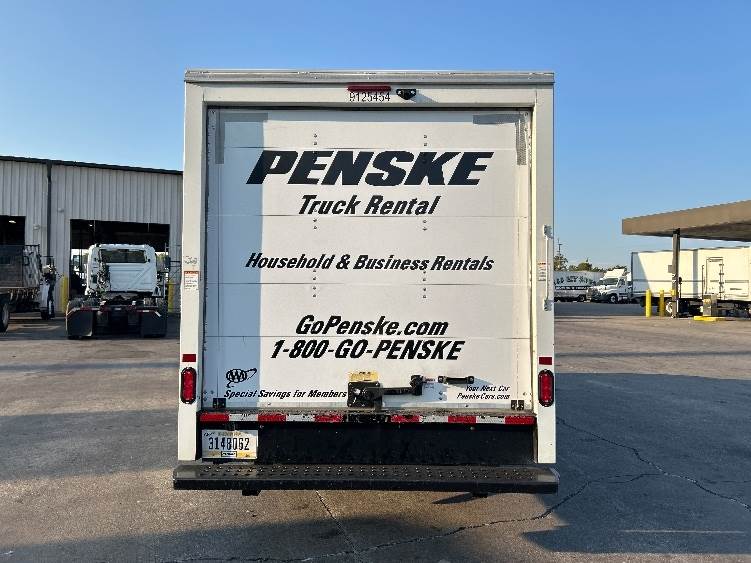 9125454
PENSKE
Truck Rental
Household & Business Rentals
GoPenske.com
1-800-GO-PENSKE
AAA
Special Savings for Members
Your Next Car
PenskeCars.com
3148062